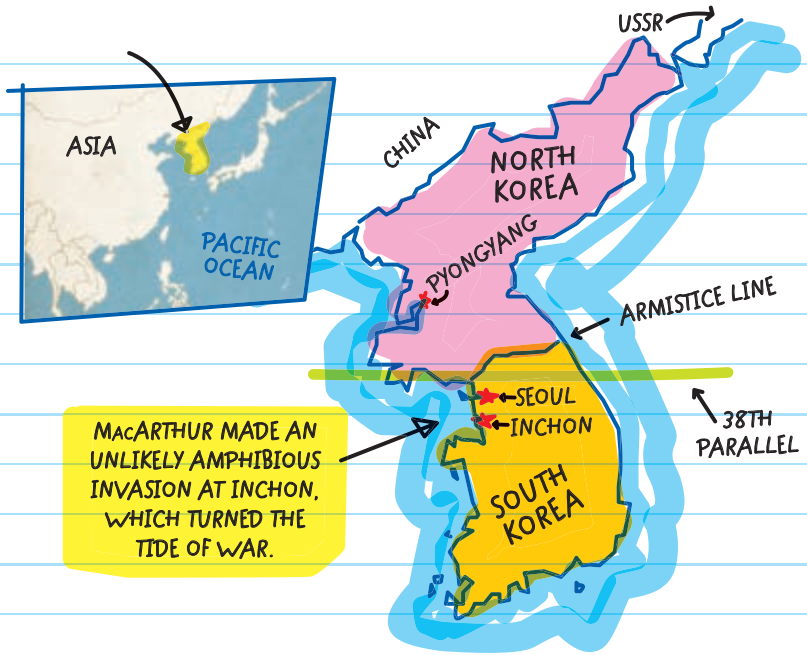 USSR
ASIA
PACIFIC
OCEAN
CHINA
NORTH
KOREA
PYONGYANG
ARMISTICE LINE
SEOUL
INCHON
38TH
PARALLEL
SOUTH
KOREA
MACARTHUR MADE AN
UNLIKELY AMPHIBIOUS
INVASION AT INCHON,
WHICH TURNED THE
TIDE OF WAR.